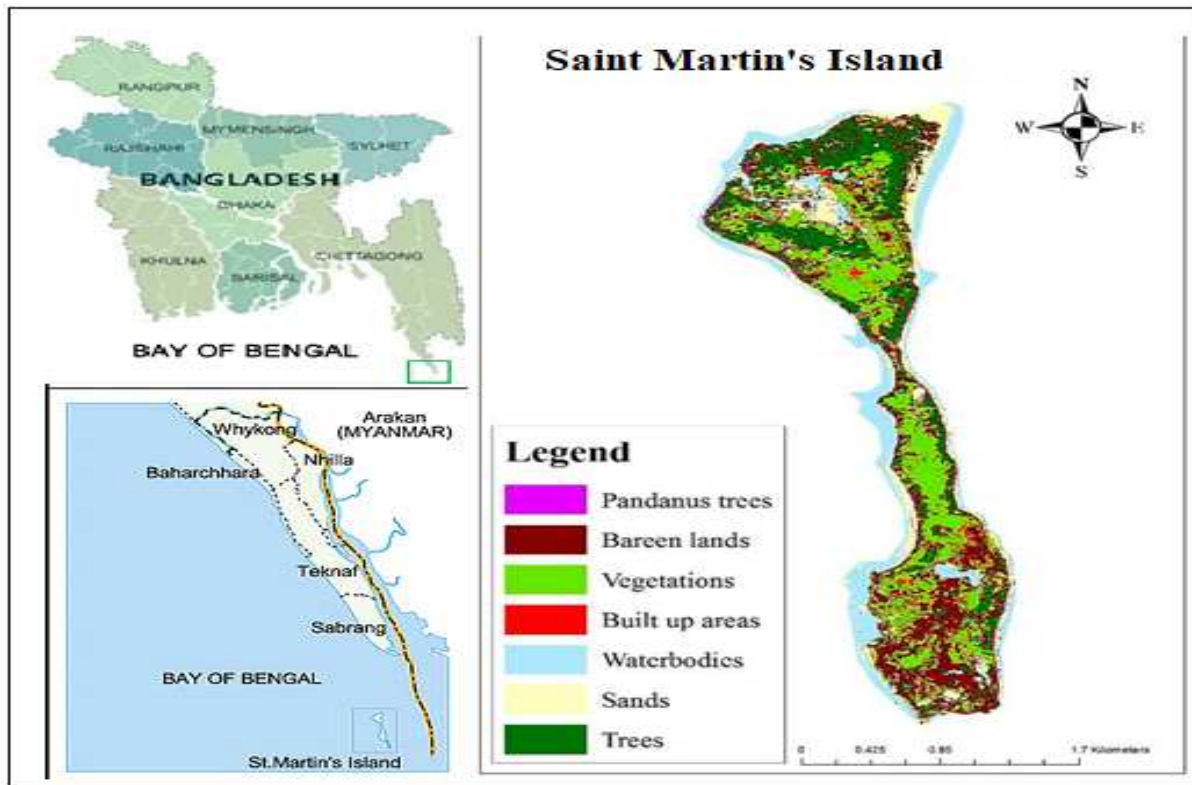 RANGPUR
MYMENSINGH
SYLHET
RAJSHAHI
BANGLADESH
DHAKA
KHULNA
BARISAL
CHITTAGONG
BAY OF BENGAL
Whykong
Arakan
(MYANMAR)
Nhilla
Baharchhara
Teknaf
Sabrang
BAY OF BENGAL
St.Martin's Island
Saint Martin's Island
N
W E
S
Legend
Pandanus trees
Bareen lands
Vegetations
Built up areas
Waterbodies
Sands
Trees
0 0.425 0.85 1.7 Kilometers